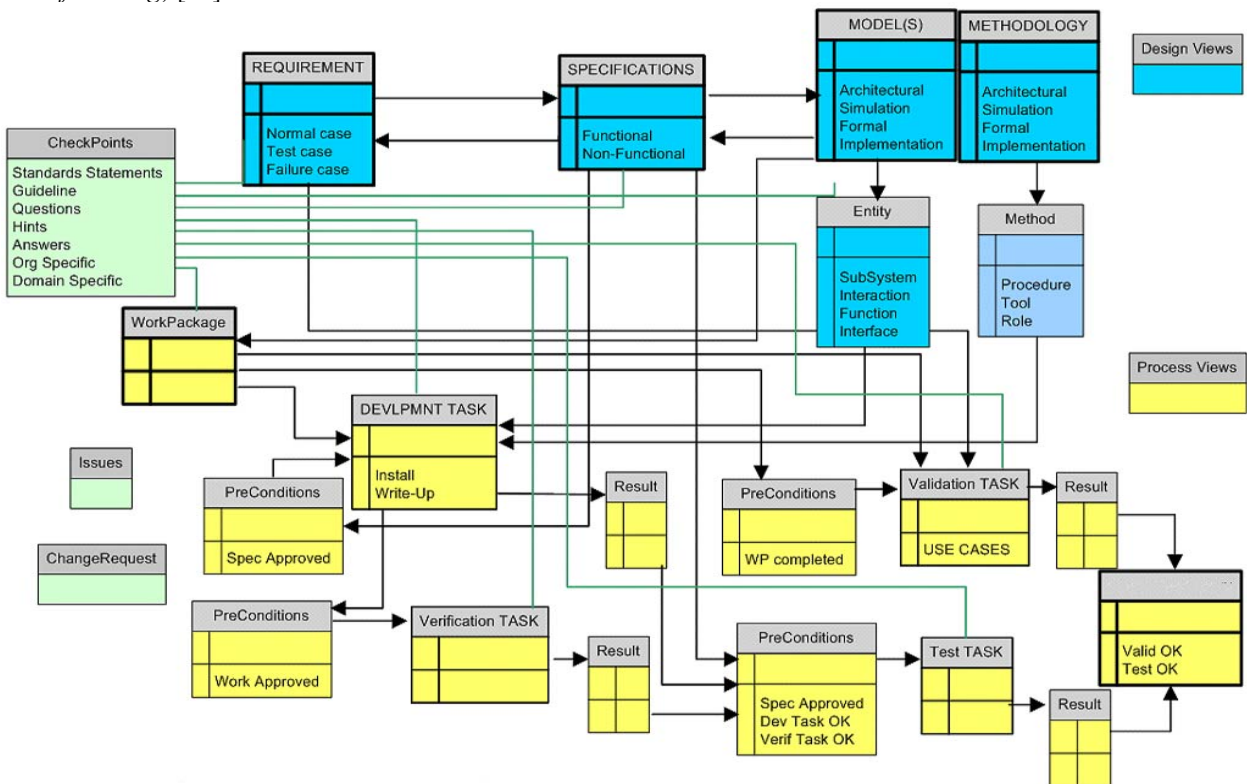 MODEL(S)
METHODOLOGY
Architectural
Simulation
Formal
Implementation
Architectural
Simulation
Formal
Implementation
Design Views
REQUIREMENT
Normal case
Test case
Failure case
SPECIFICATIONS
Functional
Non-Functional
CheckPoints
Standards Statements
Guideline
Questions
Hints
Answers
Org Specific
Domain Specific
Entity
SubSystem
Interaction
Function
Interface
Method
Procedure
Tool
Role
WorkPackage
Process Views
DEVLPMNT TASK
Install
Write-Up
Issues
PreConditions
Spec Approved
Result
PreConditions
WP completed
Validation TASK
USE CASES
Result
ChangeRequest
PreConditions
Work Approved
Verification TASK
Result
PreConditions
Spec Approved
Dev Task OK
Verif Task OK
Test TASK
Valid OK
Test OK
Result